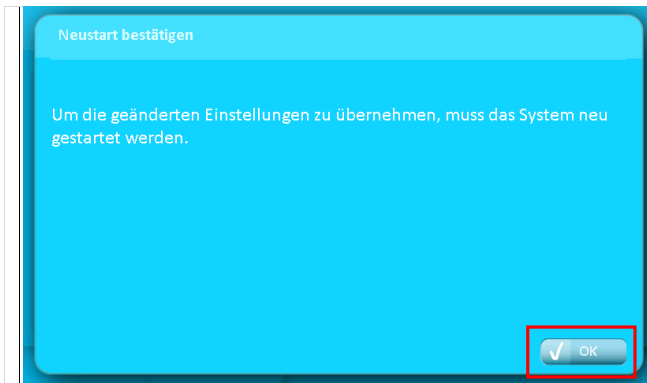 Neustart bestätigen
Um die geänderten Einstellungen zu übernehmen, muss das System neu
gestartet werden.
OK